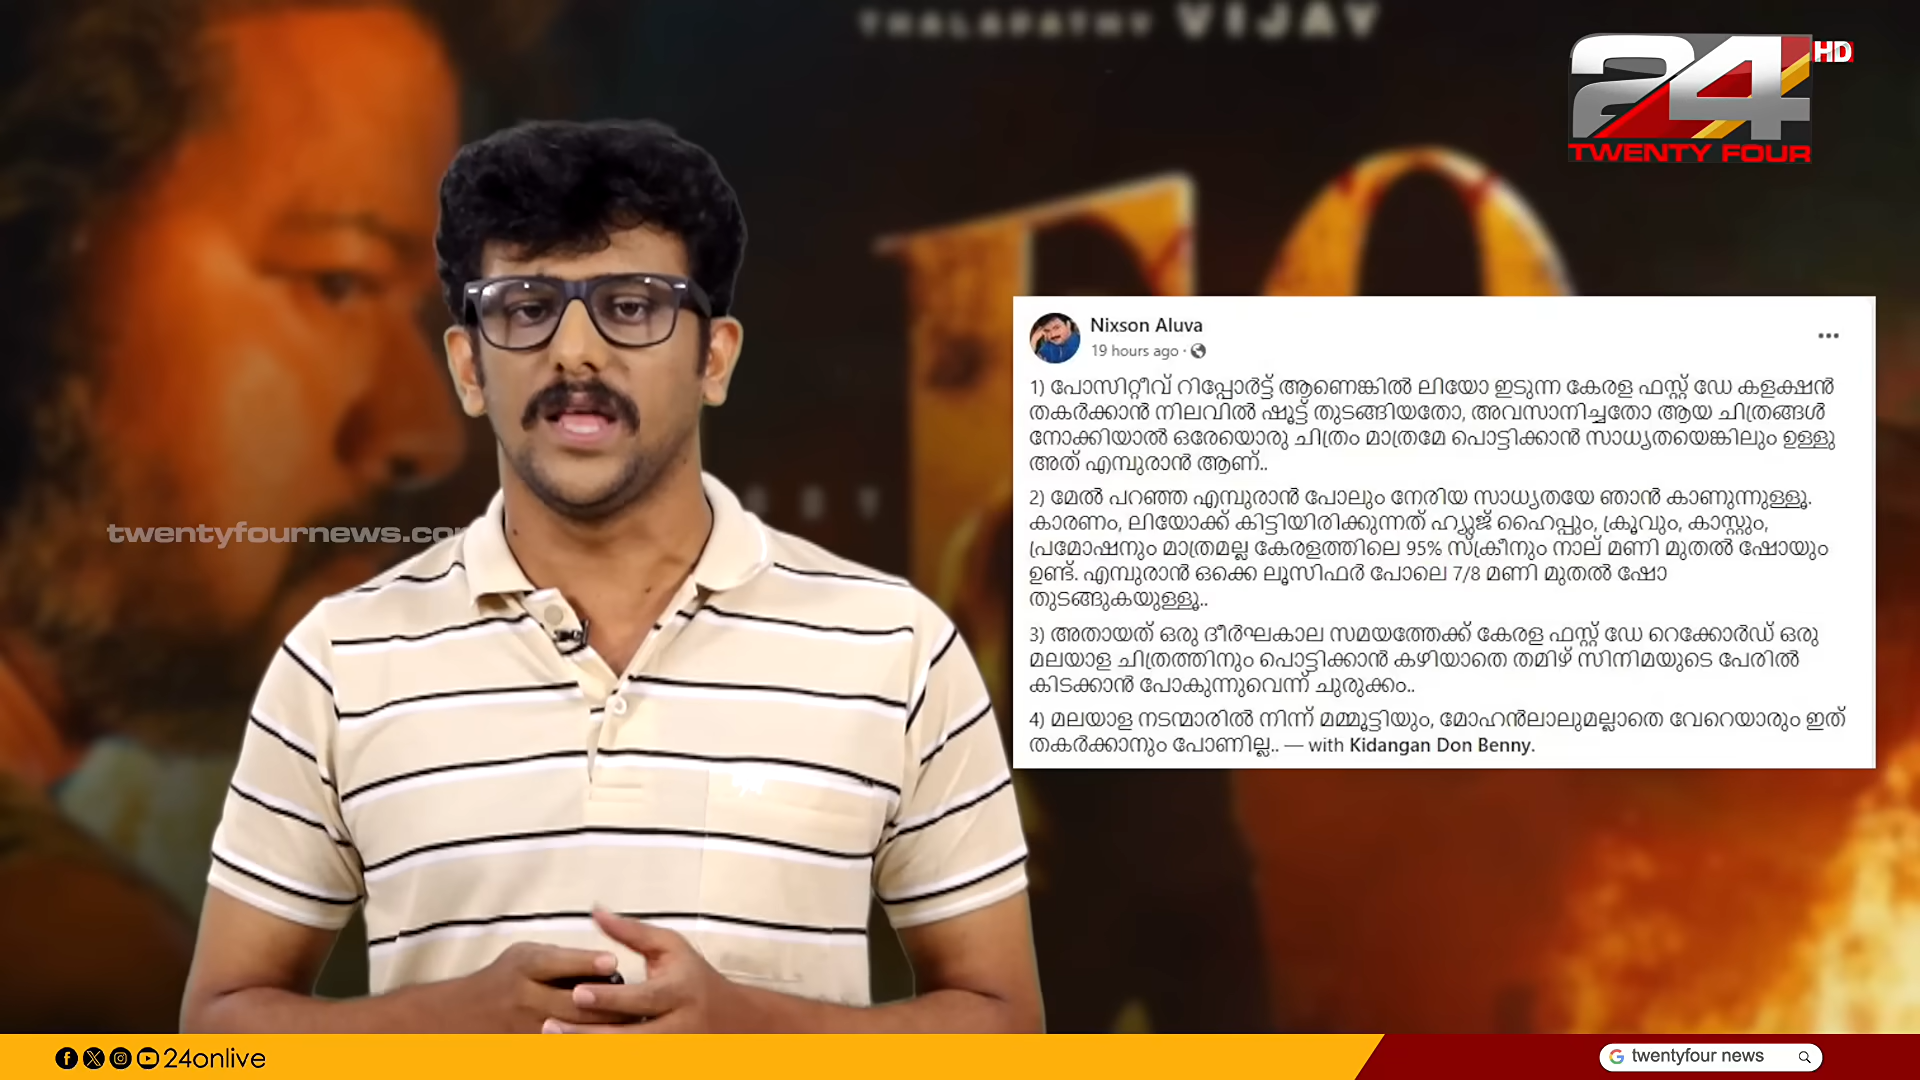 THALAPATHY VIJAY
24
HD
TWENTY FOUR
EO
Nixson Aluva
19 hours ago ·
1) പോസിറ്റീവ് റിപ്പോർട്ട് ആണെങ്കിൽ ലിയോ ഇടുന്ന കേരള ഫസ്റ്റ് ഡേ കളക്ഷൻ
തകർക്കാൻ നിലവിൽ ഷൂട്ട് തുടങ്ങിയതോ, അവസാനിച്ചതോ ആയ ചിത്രങ്ങൾ
നോക്കിയാൽ ഒരേയൊരു ചിത്രം മാത്രമേ പൊട്ടിക്കാൻ സാധ്യതയെങ്കിലും ഉള്ളു
അത് എമ്പുരാൻ ആണ്..
2) മേൽ പറഞ്ഞ എമ്പുരാൻ പോലും നേരിയ സാധ്യതയേ ഞാൻ കാണുന്നുള്ളൂ.
കാരണം, ലിയോക്ക് കിട്ടിയിരിക്കുന്നത് ഹ്യുജ് ഹൈപ്പും, ക്രൂവും, കാസ്റ്റും,
പ്രമോഷനും മാത്രമല്ല കേരളത്തിലെ 95% സ്ക്രീനും നാല് മണി മുതൽ ഷോയും
ഉണ്ട്. എമ്പുരാൻ ഒക്കെ ലൂസിഫർ പോലെ 7/8 മണി മുതൽ ഷോ
തുടങ്ങുകയുള്ളൂ..
3) അതായത് ഒരു ദീർഘകാല സമയത്തേക്ക് കേരള ഫസ്റ്റ് ഡേ റെക്കോർഡ് ഒരു
മലയാള ചിത്രത്തിനും പൊട്ടിക്കാൻ കഴിയാതെ തമിഴ് സിനിമയുടെ പേരിൽ
കിടക്കാൻ പോകുന്നുവെന്ന് ചുരുക്കം..
4) മലയാള നടന്മാരിൽ നിന്ന് മമ്മൂട്ടിയും, മോഹൻലാലുമല്ലാതെ വേറെയാരും ഇത്
തകർക്കാനും പോണില്ല.. — with Kidangan Don Benny.
twentyfournews.com
24onlive
twentyfour news